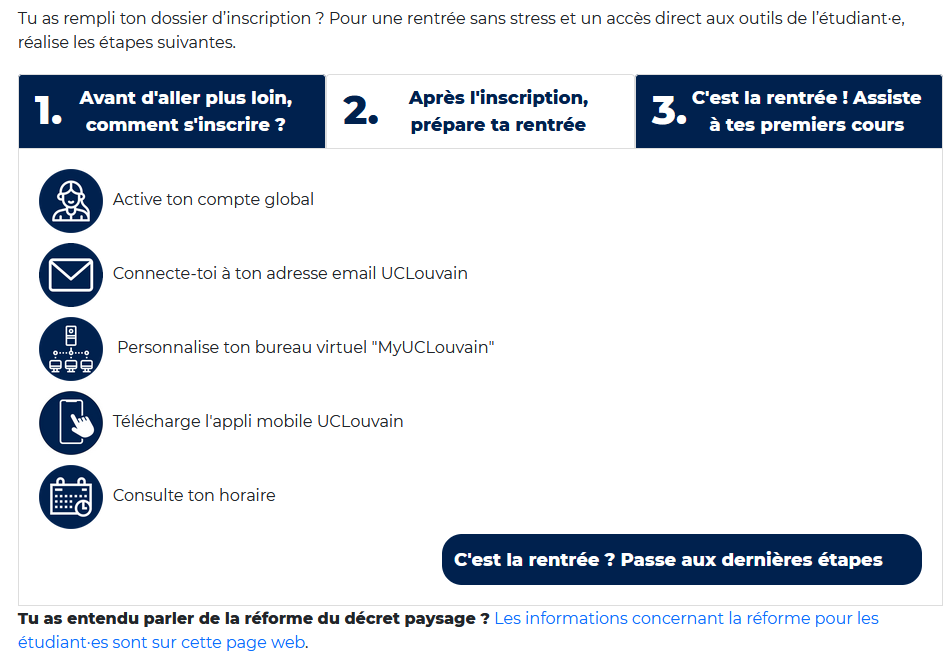 Tu as rempli ton dossier d'inscription ? Pour une rentrée sans stress et un accès direct aux outils de l'étudiant·e,
réalise les étapes suivantes.
1. Avant d'aller plus loin,
comment s'inscrire ?
2. Après l'inscription,
prépare ta rentrée
3. C'est la rentrée ! Assiste
à tes premiers cours
Active ton compte global
Connecte-toi à ton adresse email UCLouvain
Personnalise ton bureau virtuel "MyUCLouvain"
Télécharge l'appli mobile UCLouvain
Consulte ton horaire
C'est la rentrée ? Passe aux dernières étapes
Tu as entendu parler de la réforme du décret paysage ? Les informations concernant la réforme pour les
étudiant·es sont sur cette page web.